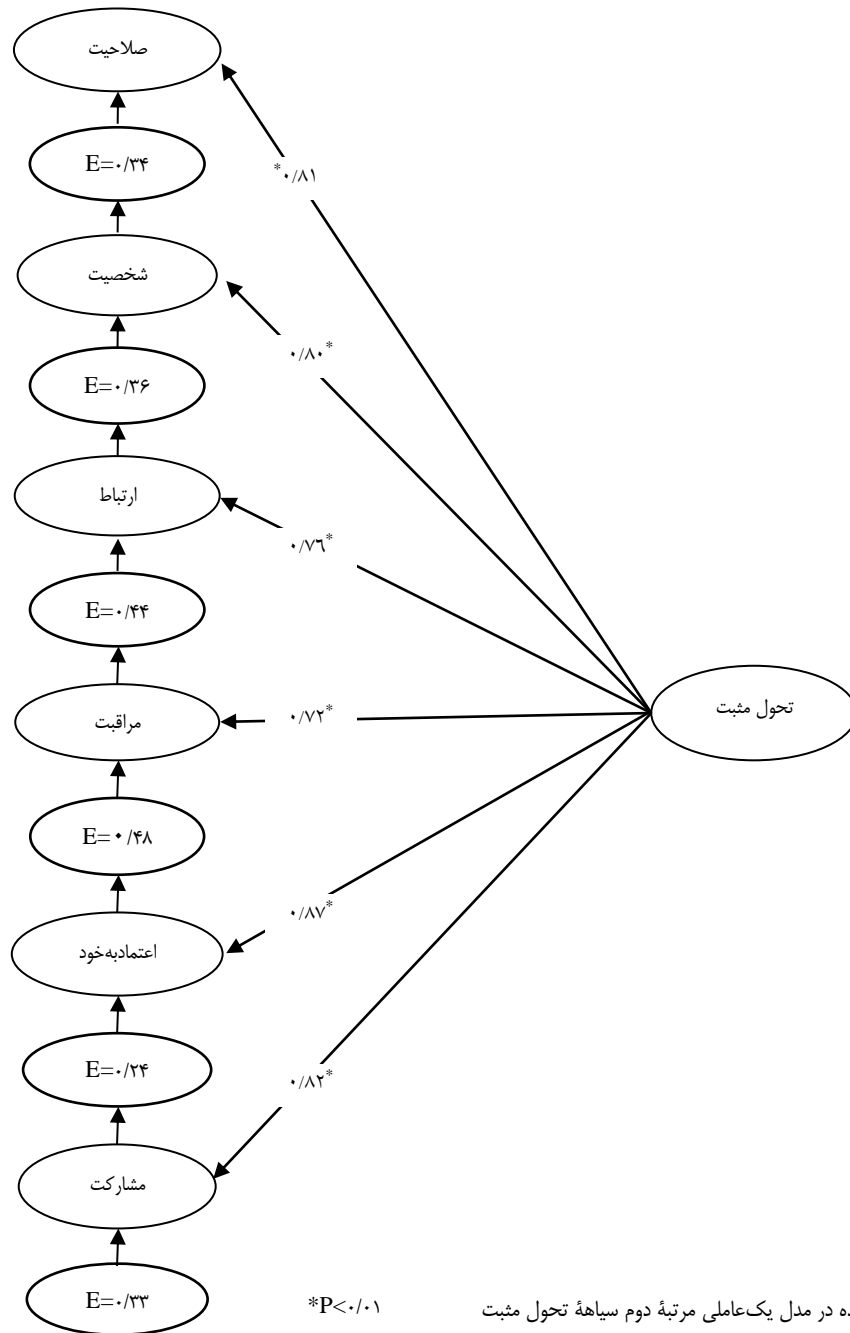 صلاحیت
E=۰/۳۴
*۰/۸۱
شخصیت
۰/۸۰*
E=۰/۳۶
ارتباط
۰/۷٦*
E=۰/۴۴
مراقبت
۰/۷۲*
تحول مثبت
E=۰/۴۸
اعتمادبه‌خود
۰/۸۷*
E=۰/۲۴
۰/۸۲*
مشارکت
E=۰/۳۳
*P<۰/۰۱
در مدل یک‌عاملی مرتبهٔ دوم سیاههٔ تحول مثبت